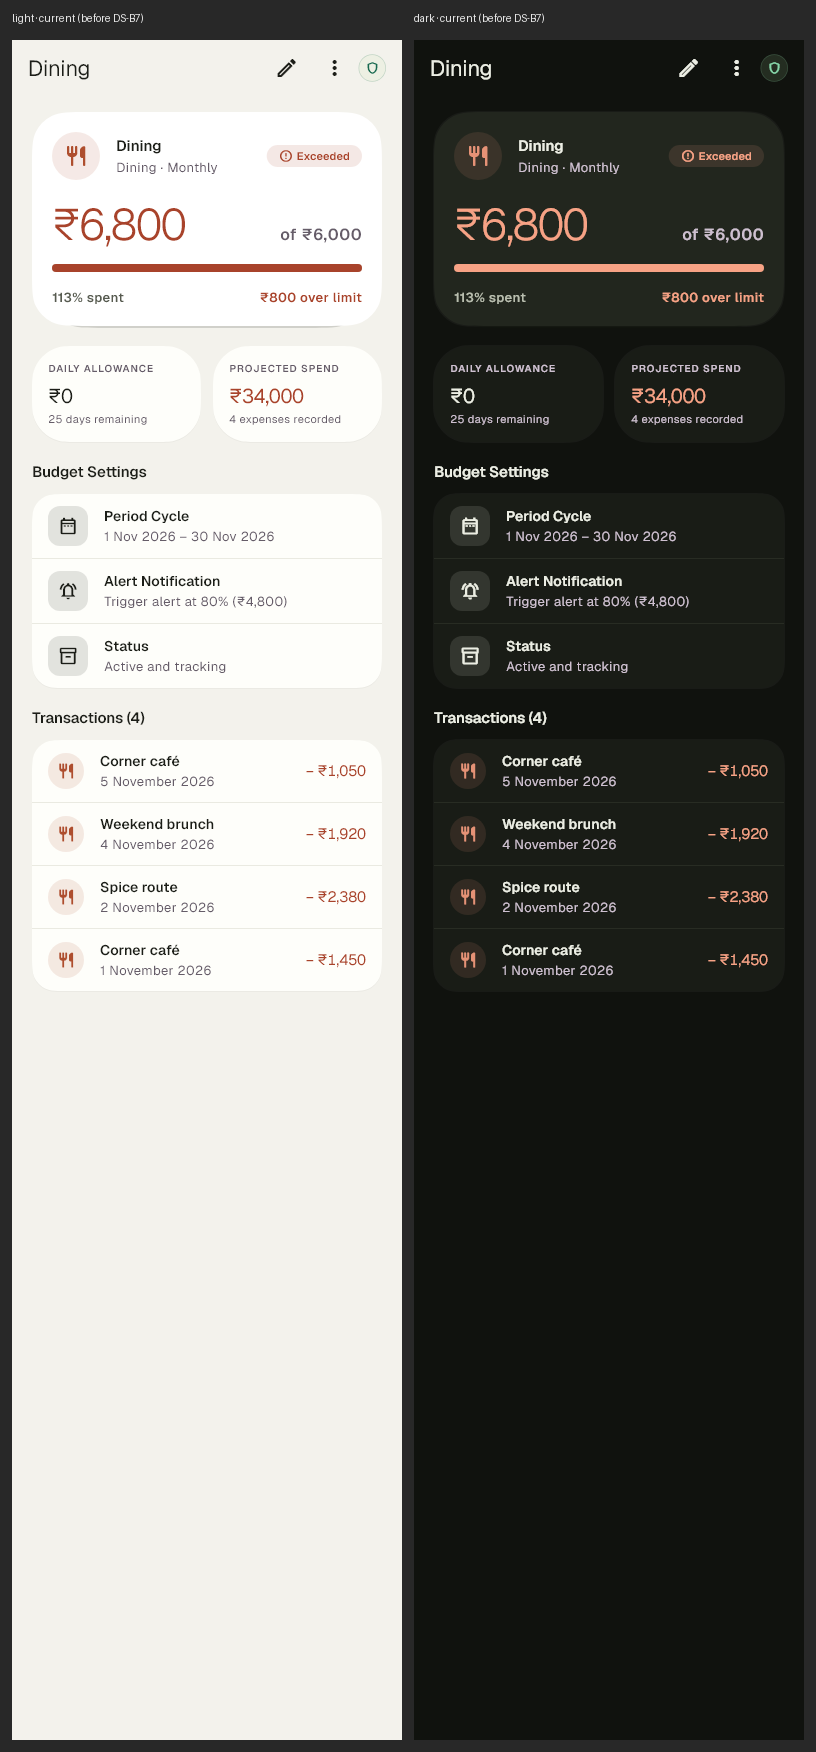 light · current (before DS-B7)
Dining
Dining
Dining · Monthly
Exceeded
₹6,800
of ₹6,000
113% spent
₹800 over limit
DAILY ALLOWANCE
₹0
25 days remaining
PROJECTED SPEND
₹34,000
4 expenses recorded
Budget Settings
Period Cycle
1 Nov 2026 – 30 Nov 2026
Alert Notification
Trigger alert at 80% (₹4,800)
Status
Active and tracking
Transactions (4)
Corner café
5 November 2026
– ₹1,050
Weekend brunch
4 November 2026
– ₹1,920
Spice route
2 November 2026
– ₹2,380
Corner café
1 November 2026
– ₹1,450
dark · current (before DS-B7)
Dining
Dining
Dining · Monthly
Exceeded
₹6,800
of ₹6,000
113% spent
₹800 over limit
DAILY ALLOWANCE
₹0
25 days remaining
PROJECTED SPEND
₹34,000
4 expenses recorded
Budget Settings
Period Cycle
1 Nov 2026 – 30 Nov 2026
Alert Notification
Trigger alert at 80% (₹4,800)
Status
Active and tracking
Transactions (4)
Corner café
5 November 2026
– ₹1,050
Weekend brunch
4 November 2026
– ₹1,920
Spice route
2 November 2026
– ₹2,380
Corner café
1 November 2026
– ₹1,450